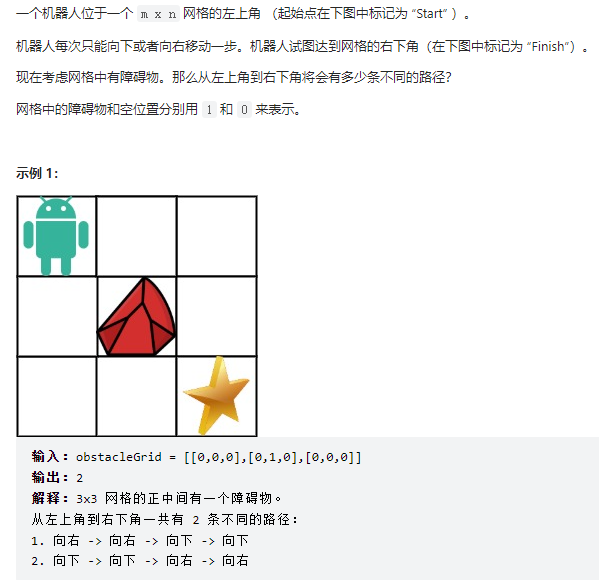 一个机器人位于一个 m x n 网格的左上角 （起始点在下图中标记为 “Start” ）。
机器人每次只能向下或者向右移动一步。机器人试图达到网格的右下角（在下图中标记为 “Finish”）。
现在考虑网格中有障碍物。那么从左上角到右下角将会有多少条不同的路径？
网格中的障碍物和空位置分别用 1 和 0 来表示。
示例 1：
输入：obstacleGrid = [[0,0,0],[0,1,0],[0,0,0]]
输出：2
解释：3x3 网格的正中间有一个障碍物。
从左上角到右下角一共有 2 条不同的路径：
1. 向右 -> 向右 -> 向下 -> 向下
2. 向下 -> 向下 -> 向右 -> 向右